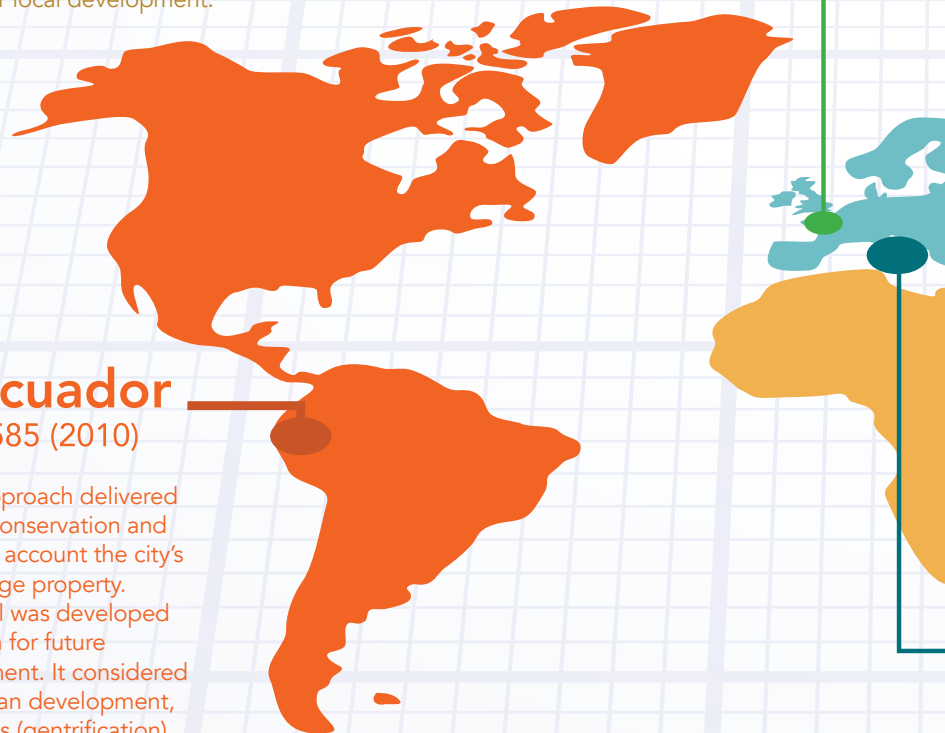 r local development.
cuador
585 (2010)
proach delivered
onservation and
account the city's
ge property.
l was developed
n for future
nent. It considered
an development,
s (gentrification)